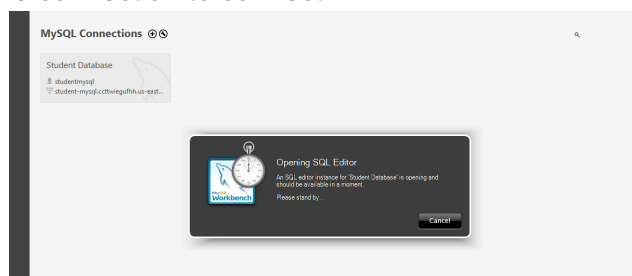 MySQL Connections
Student Database
studentmysql
student-mysql.ccttwiegufhh.us-east...
Opening SQL Editor
An SQL editor instance for 'Student Database' is opening and
should be available in a moment.
Please stand by...
MySQL
Workbench
Cancel